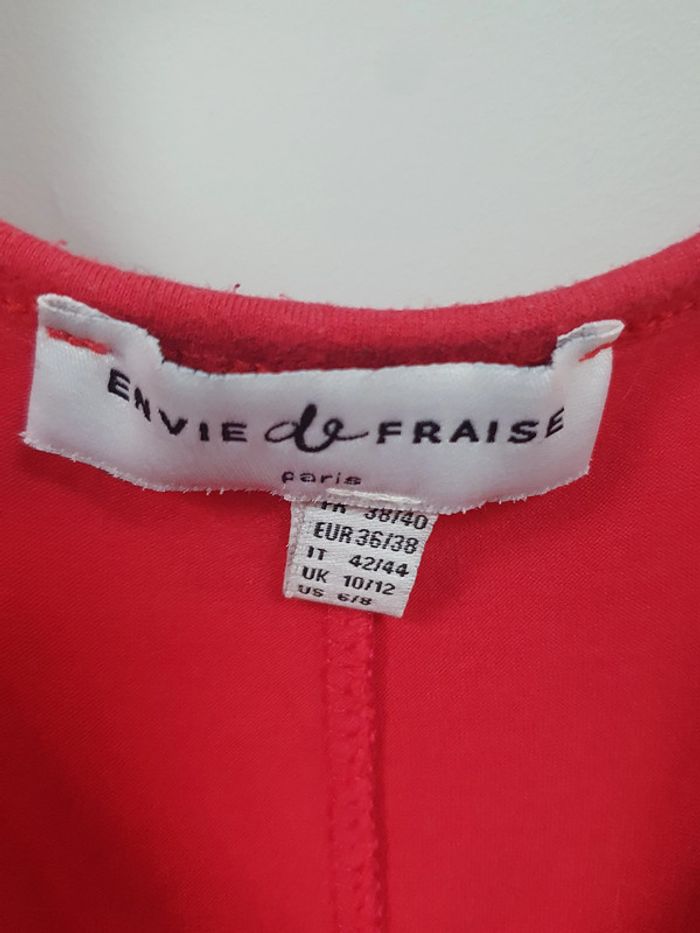 ENVIE de FRAISE
paris
FR 38/40
EUR 36/38
IT 42/44
UK 10/12
US 6/8